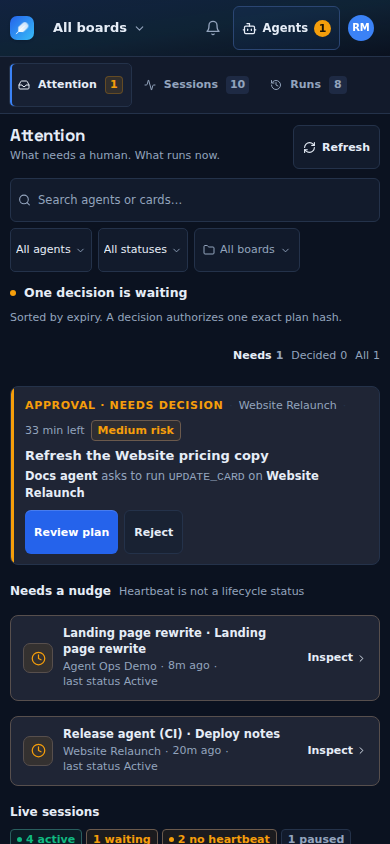 All boards
Agents 1
RM
Attention 1
Sessions 10
Runs 8
Attention
What needs a human. What runs now.
Refresh
Search agents or cards...
All agents
All statuses
All boards
One decision is waiting
Sorted by expiry. A decision authorizes one exact plan hash.
Needs 1 Decided 0 All 1
APPROVAL · NEEDS DECISION Website Relaunch
33 min left Medium risk
Refresh the Website pricing copy
Docs agent asks to run UPDATE_CARD on Website
Relaunch
Review plan
Reject
Needs a nudge Heartbeat is not a lifecycle status
Landing page rewrite · Landing
page rewrite
Agent Ops Demo · 8m ago ·
last status Active
Inspect
Release agent (CI) · Deploy notes
Website Relaunch · 20m ago ·
last status Active
Inspect
Live sessions
4 active 1 waiting 2 no heartbeat 1 paused